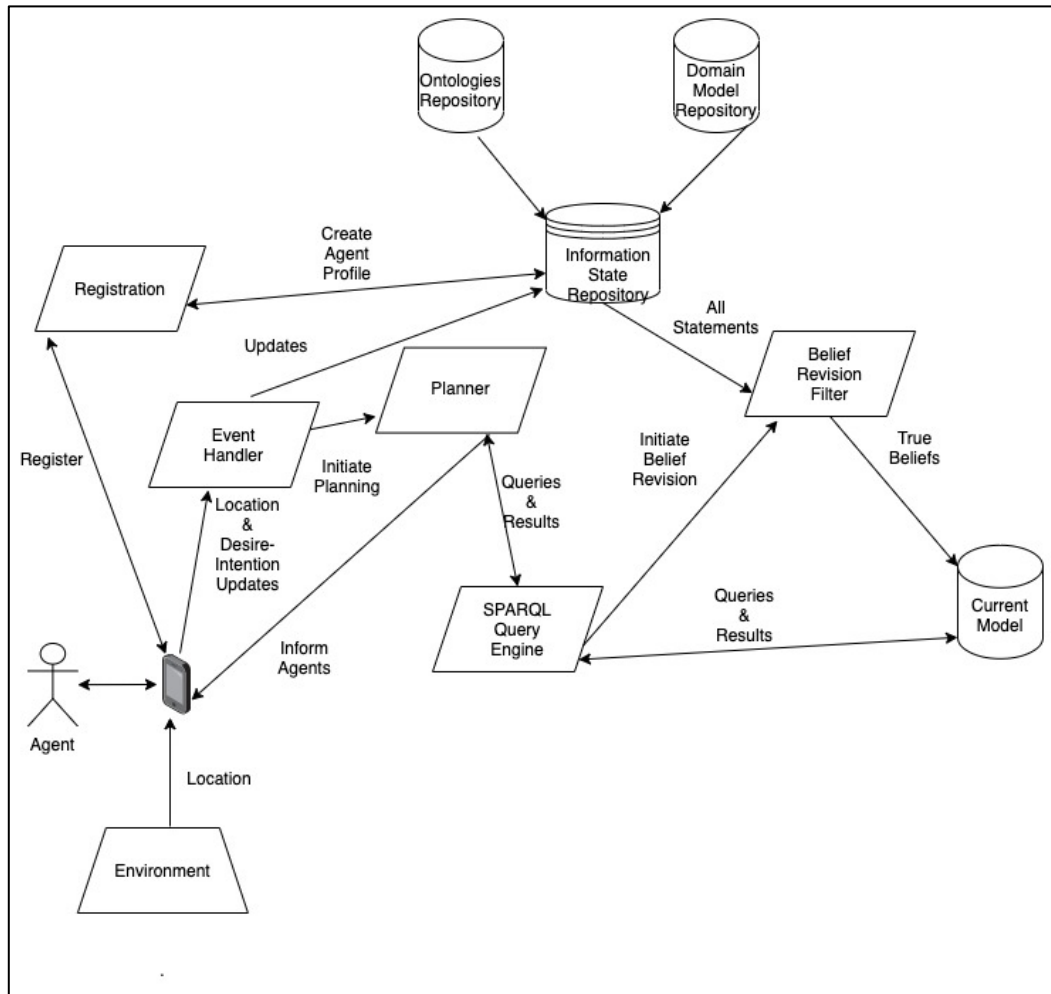 Ontologies
Repository
Domain
Model
Repository
Information
State
Repository
Create
Agent
Profile
Registration
All
Statements
Updates
Belief
Revision
Filter
Planner
Event
Handler
Initiate
Planning
Initiate
Belief
Revision
True
Beliefs
Register
Location
&
Desire-
Intention
Updates
Queries
&
Results
SPARQL
Query
Engine
Queries
&
Results
Current
Model
Inform
Agents
Agent
Location
Environment
.